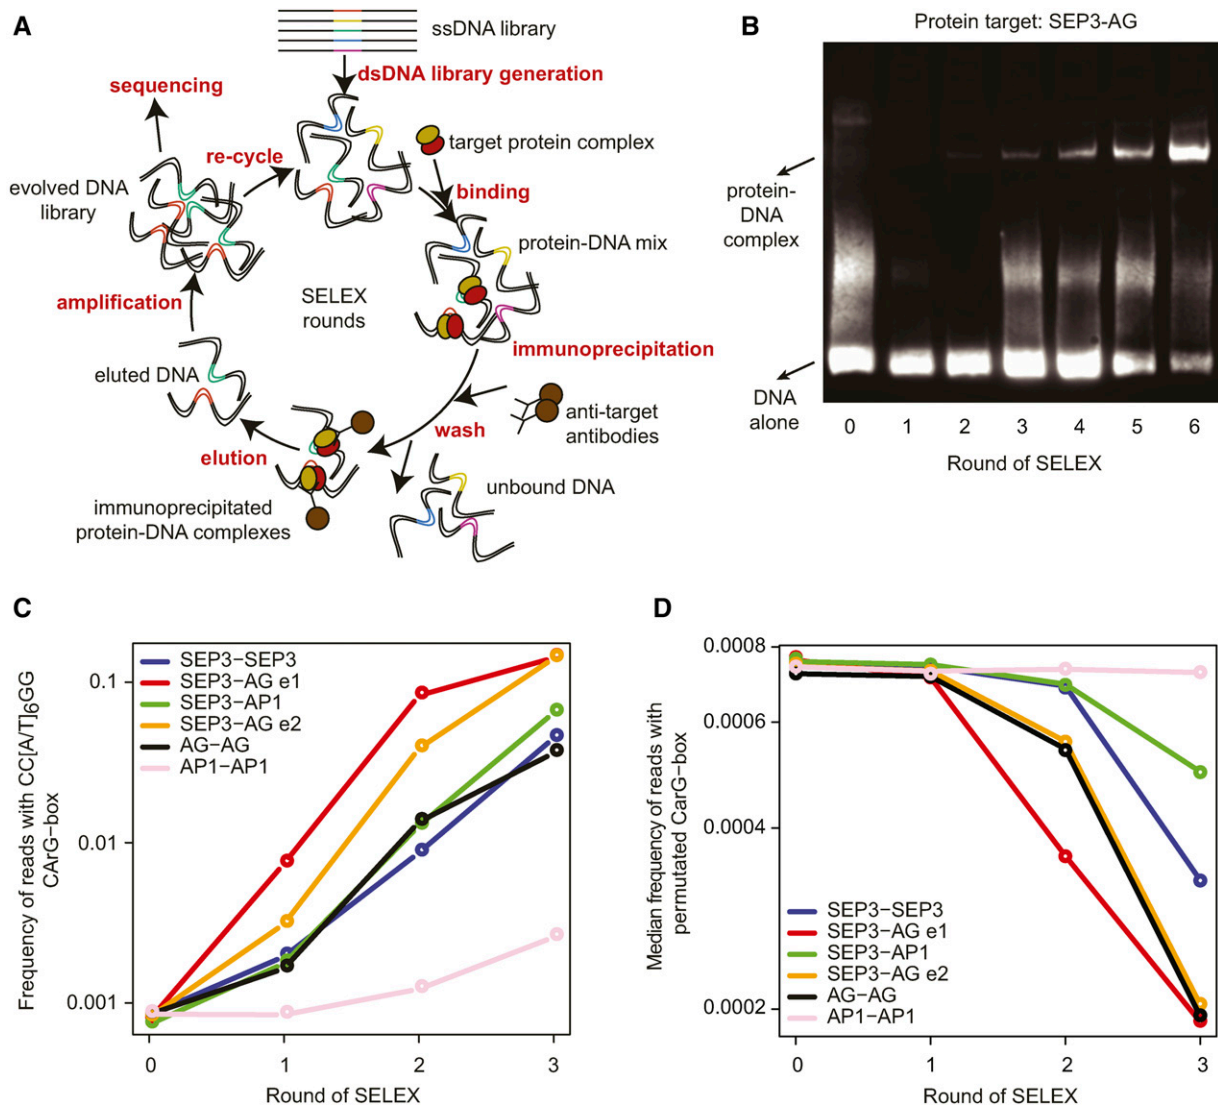 A
ssDNA library
dsDNA library generation
sequencing
re-cycle
target protein complex
evolved DNA
library
binding
protein-DNA mix
amplification
SELEX
rounds
immunoprecipitation
eluted DNA
anti-target
antibodies
wash
elution
unbound DNA
immunoprecipitated
protein-DNA complexes
B
Protein target: SEP3-AG
protein-
DNA
complex
DNA
alone
0 1 2 3 4 5 6
Round of SELEX
C
Frequency of reads with CC[A/T]6GG
CArG-box
0.1
0.01
0.001
SEP3-SEP3
SEP3-AG e1
SEP3-AP1
SEP3-AG e2
AG-AG
AP1-AP1
0 1 2 3
Round of SELEX
D
Median frequency of reads with
permutated CarG-box
0.0008
0.0006
0.0004
0.0002
SEP3-SEP3
SEP3-AG e1
SEP3-AP1
SEP3-AG e2
AG-AG
AP1-AP1
0 1 2 3
Round of SELEX